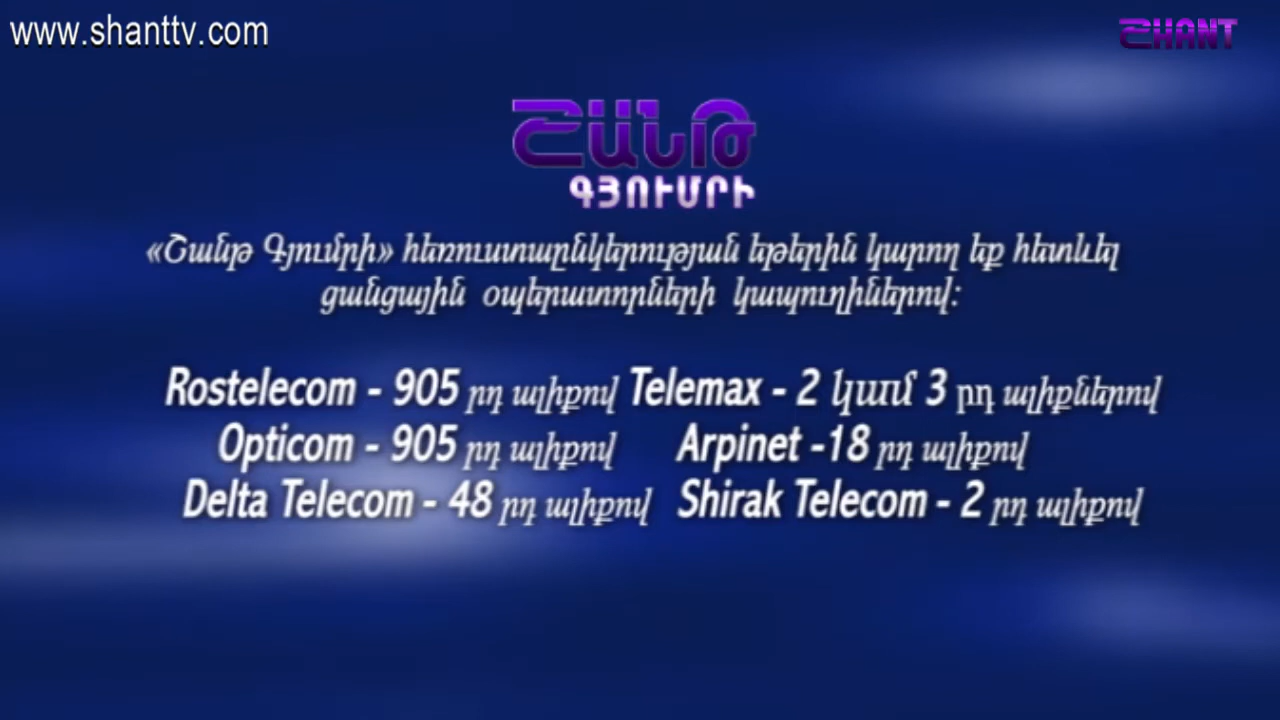 www.shanttv.com
SHANT
ՇԱՆԹ
ԳՅՈՒՄՐԻ
«Շանթ Գյումրի» հեռուստաընկերության եթերին կարող եք հետևել
ցանցային օպերատորների կապուղիներով:
Rostelecom - 905 րդ ալիքով Telemax - 2 կամ 3 րդ ալիքներով
Opticom - 905 րդ ալիքով Arpinet -18 րդ ալիքով
Delta Telecom - 48 րդ ալիքով Shirak Telecom - 2 րդ ալիքով